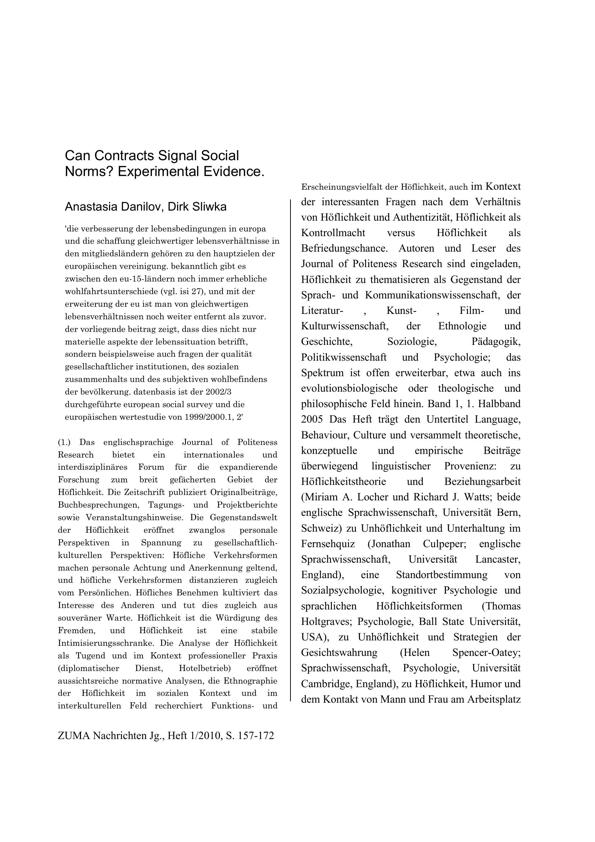 Can Contracts Signal Social
Norms? Experimental Evidence.
Anastasia Danilov, Dirk Sliwka
'die verbesserung der lebensbedingungen in europa
und die schaffung gleichwertiger lebensverhältnisse in
den mitgliedsländern gehören zu den hauptzielen der
europäischen vereinigung. bekanntlich gibt es
zwischen den eu-15-ländern noch immer erhebliche
wohlfahrtsunterschiede (vgl. isi 27), und mit der
erweiterung der eu ist man von gleichwertigen
lebensverhältnissen noch weiter entfernt als zuvor.
der vorliegende beitrag zeigt, dass dies nicht nur
materielle aspekte der lebenssituation betrifft,
sondern beispielsweise auch fragen der qualität
gesellschaftlicher institutionen, des sozialen
zusammenhalts und des subjektiven wohlbefindens
der bevölkerung. datenbasis ist der 2002/3
durchgeführte european social survey und die
europäischen wertestudie von 1999/2000.1, 2'
(1.) Das englischsprachige Journal of Politeness
Research bietet ein internationales und
interdisziplinäres Forum für die expandierende
Forschung zum breit gefächerten Gebiet der
Höflichkeit. Die Zeitschrift publiziert Originalbeiträge,
Buchbesprechungen, Tagungs- und Projektberichte
sowie Veranstaltungshinweise. Die Gegenstandswelt
der Höflichkeit eröffnet zwanglos personale
Perspektiven in Spannung zu gesellschaftlich-
kulturellen Perspektiven: Höfliche Verkehrsformen
machen personale Achtung und Anerkennung geltend,
und höfliche Verkehrsformen distanzieren zugleich
vom Persönlichen. Höfliches Benehmen kultiviert das
Interesse des Anderen und tut dies zugleich aus
souveräner Warte. Höflichkeit ist die Würdigung des
Fremden, und Höflichkeit ist eine stabile
Intimisierungsschranke. Die Analyse der Höflichkeit
als Tugend und im Kontext professioneller Praxis
(diplomatischer Dienst, Hotelbetrieb) eröffnet
aussichtsreiche normative Analysen, die Ethnographie
der Höflichkeit im sozialen Kontext und im
interkulturellen Feld recherchiert Funktions- und
Erscheinungsvielfalt der Höflichkeit, auch im Kontext
der interessanten Fragen nach dem Verhältnis
von Höflichkeit und Authentizität, Höflichkeit als
Kontrollmacht versus Höflichkeit als
Befriedungschance. Autoren und Leser des
Journal of Politeness Research sind eingeladen,
Höflichkeit zu thematisieren als Gegenstand der
Sprach- und Kommunikationswissenschaft, der
Literatur- , Kunst- , Film- und
Kulturwissenschaft, der Ethnologie und
Geschichte, Soziologie, Pädagogik,
Politikwissenschaft und Psychologie; das
Spektrum ist offen erweiterbar, etwa auch ins
evolutionsbiologische oder theologische und
philosophische Feld hinein. Band 1, 1. Halbband
2005 Das Heft trägt den Untertitel Language,
Behaviour, Culture und versammelt theoretische,
konzeptuelle und empirische Beiträge
überwiegend linguistischer Provenienz: zu
Höflichkeitstheorie und Beziehungsarbeit
(Miriam A. Locher und Richard J. Watts; beide
englische Sprachwissenschaft, Universität Bern,
Schweiz) zu Unhöflichkeit und Unterhaltung im
Fernsehquiz (Jonathan Culpeper; englische
Sprachwissenschaft, Universität Lancaster,
England), eine Standortbestimmung von
Sozialpsychologie, kognitiver Psychologie und
sprachlichen Höflichkeitsformen (Thomas
Holtgraves; Psychologie, Ball State Universität,
USA), zu Unhöflichkeit und Strategien der
Gesichtswahrung (Helen Spencer-Oatey;
Sprachwissenschaft, Psychologie, Universität
Cambridge, England), zu Höflichkeit, Humor und
dem Kontakt von Mann und Frau am Arbeitsplatz
ZUMA Nachrichten Jg., Heft 1/2010, S. 157-172